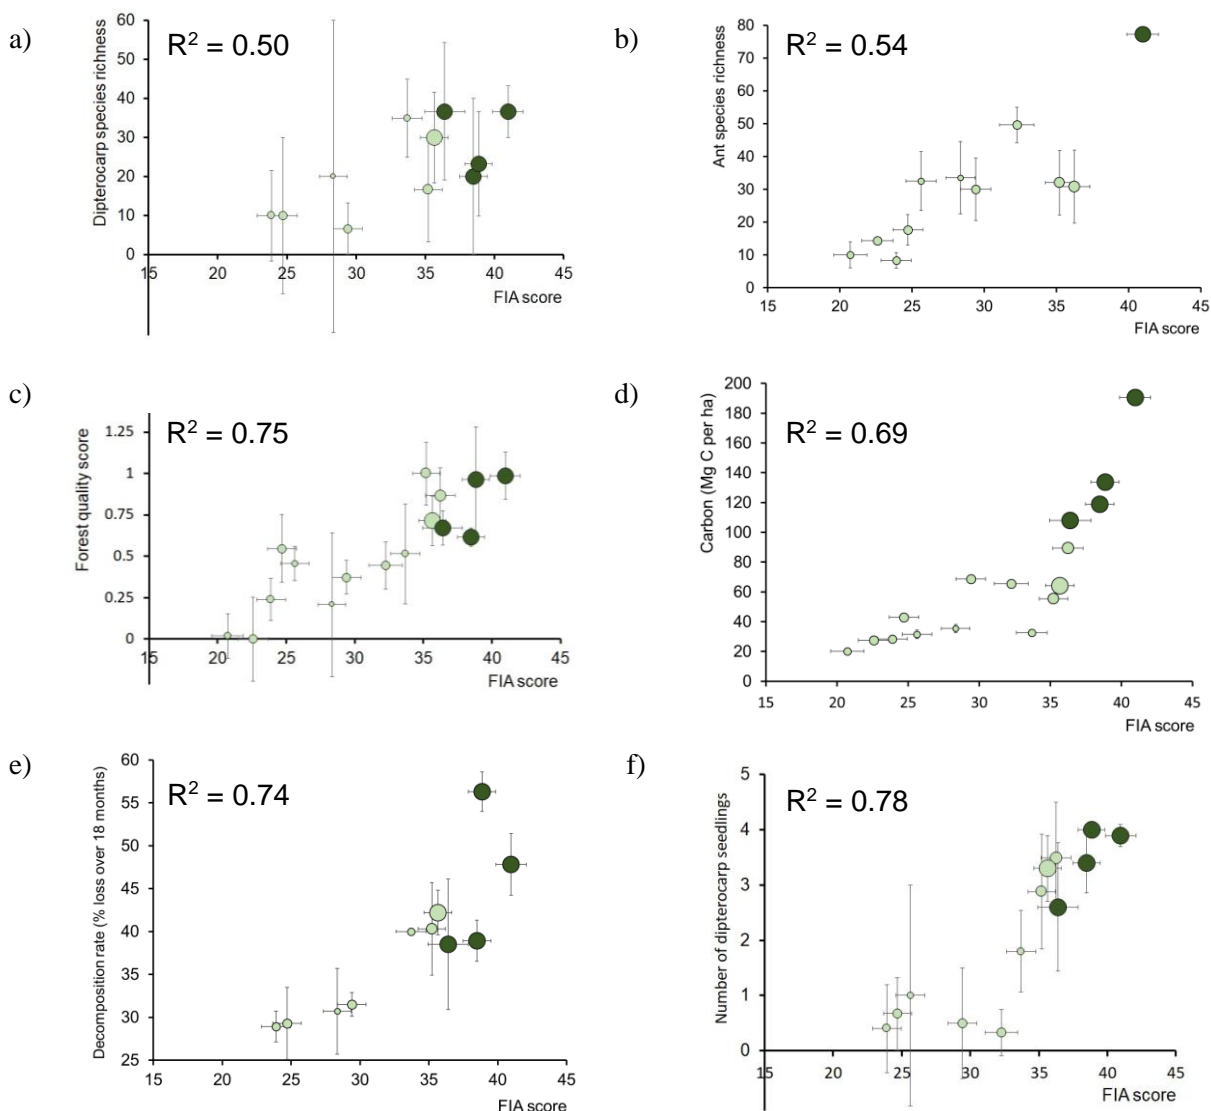 a)
R² = 0.50
Dipterocarp species richness
60
50
40
30
20
10
0
15 20 25 30 35 40 45
FIA score
b)
R² = 0.54
Ant species richness
80
70
60
50
40
30
20
10
0
15 20 25 30 35 40 45
FIA score
c)
R² = 0.75
Forest quality score
1.25
1
0.75
0.5
0.25
0
15 20 25 30 35 40 45
FIA score
d)
R² = 0.69
Carbon (Mg C per ha)
200
180
160
140
120
100
80
60
40
20
0
15 20 25 30 35 40 45
FIA score
e)
R² = 0.74
Decomposition rate (% loss over 18 months)
60
55
50
45
40
35
30
25
15 20 25 30 35 40 45
FIA score
f)
R² = 0.78
Number of dipterocarp seedlings
5
4
3
2
1
0
15 20 25 30 35 40 45
FIA score